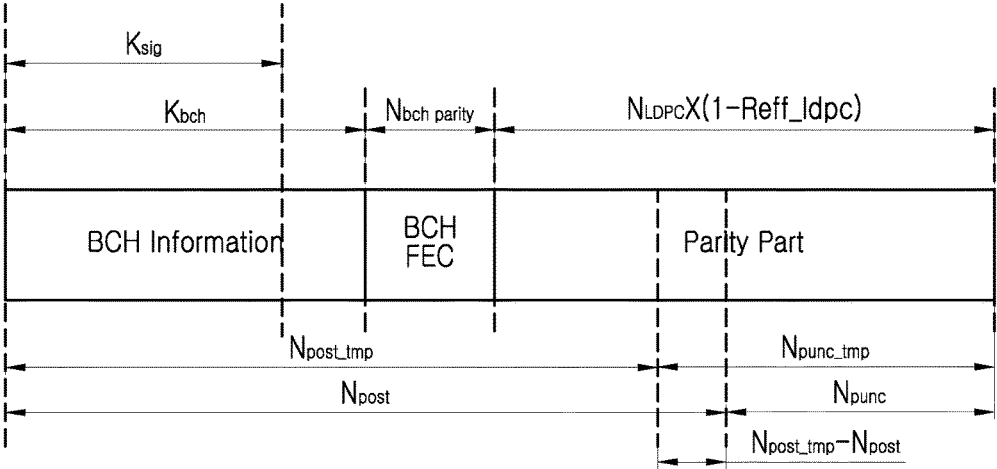 Ksig
Kbch
Nbch parity
NLDPCX(1-Reff_ldpc)
BCH Information
BCH
FEC
Parity Part
Npost_tmp
Npunc_tmp
Npost
Npunc
Npost_tmp-Npost